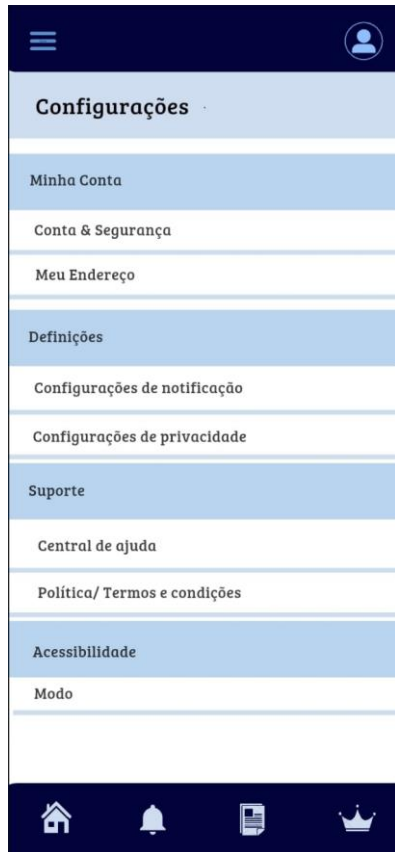 Configurações
Minha Conta
Conta & Segurança
Meu Endereço
Definições
Configurações de notificação
Configurações de privacidade
Suporte
Central de ajuda
Política/ Termos e condições
Acessibilidade
Modo